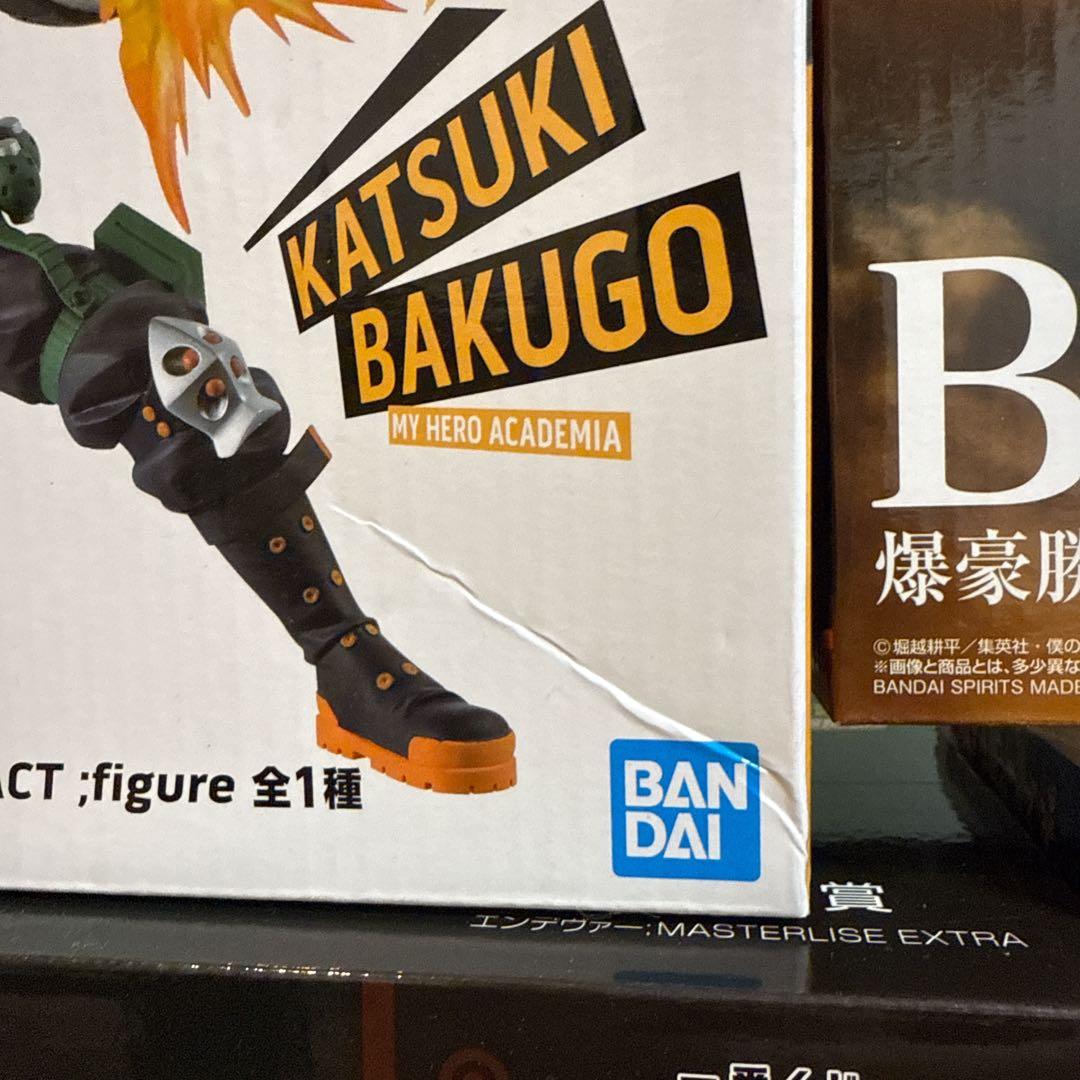 KATSUKI
BAKUGO
MY HERO ACADEMIA
ACT ;figure 全1種
BAN
DAI
B
爆豪勝
©堀越耕平／集英社・僕の
※画像と商品とは、多少異な
BANDAI SPIRITS MADE
賞
エンデヴァー;MASTERLISE EXTRA